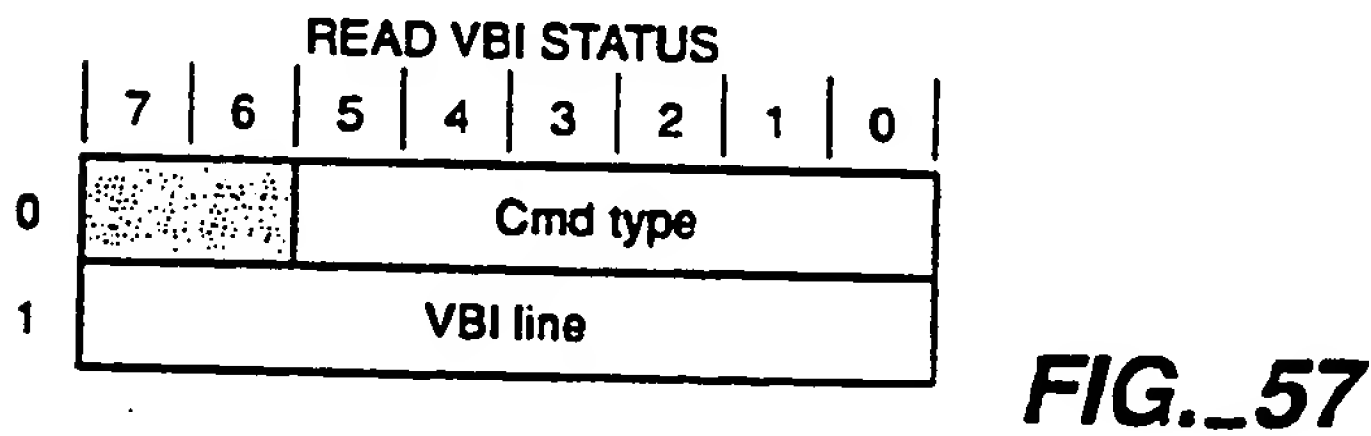 READ VBI STATUS
7 6 5 4 3 2 1 0
0 Cmd type
1 VBI line
FIG._57